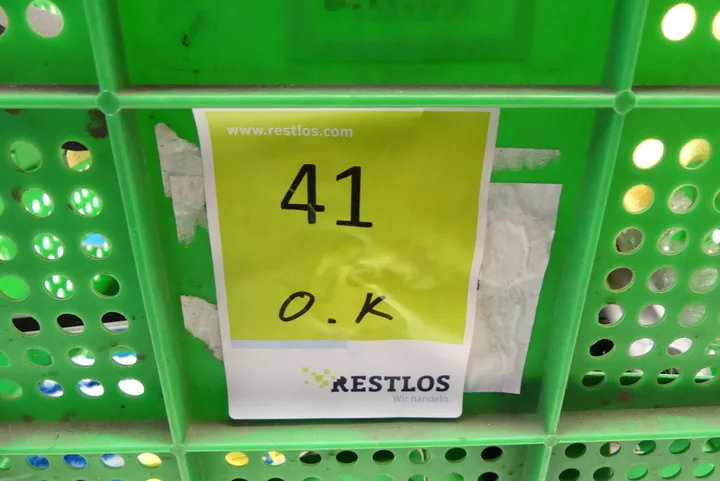 www.restlos.com
41
O.K
RESTLOS
Wir handeln.